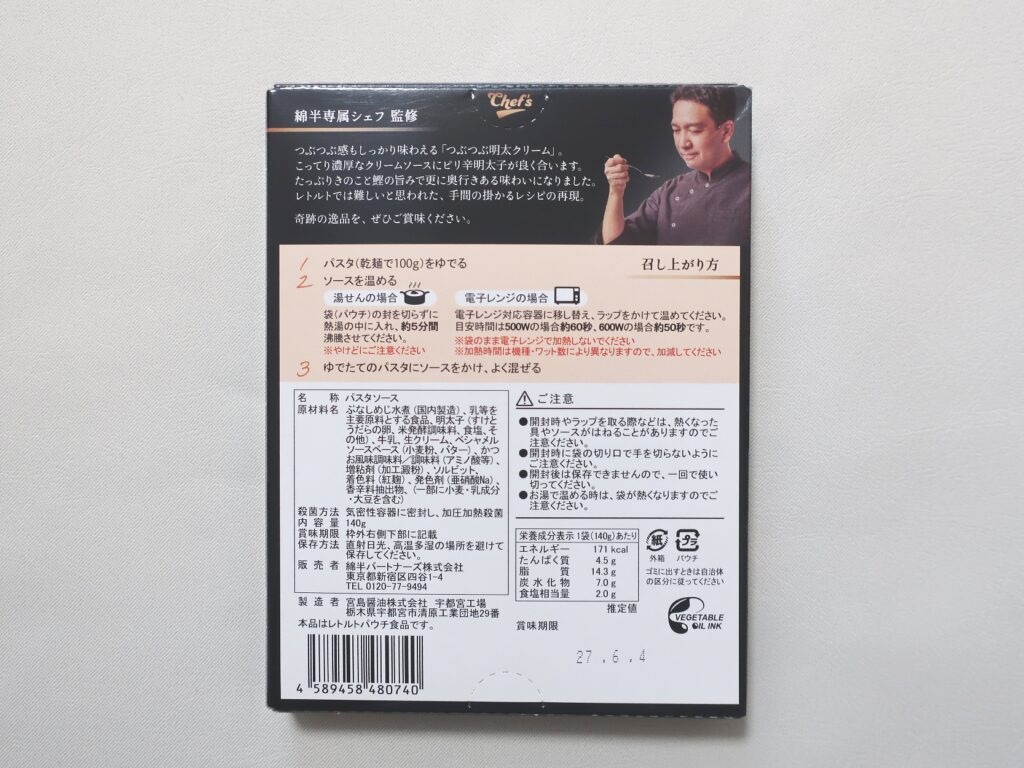 Chef's
綿半専属シェフ 監修
つぶつぶ感もしっかり味わえる「つぶつぶ明太クリーム」。
こってり濃厚なクリームソースにピリ辛明太子が良く合います。
たっぷりきのこと鰹の旨みで更に奥行きある味わいになりました。
レトルトでは難しいと思われた、手間の掛かるレシピの再現。
奇跡の逸品を、ぜひご賞味ください。
召し上がり方
1 パスタ(乾麺で100g)をゆでる
2 ソースを温める
湯せんの場合
袋(パウチ)の封を切らずに
熱湯の中に入れ、約5分間
沸騰させてください。
※やけどにご注意ください
電子レンジの場合
電子レンジ対応容器に移し替え、ラップをかけて温めてください。
目安時間は500Wの場合約60秒、600Wの場合約50秒です。
※袋のまま電子レンジで加熱しないでください
※加熱時間は機種・ワット数により異なりますので、加減してください
3 ゆでたてのパスタにソースをかけ、よく混ぜる
名称 パスタソース
原材料名 ぶなしめじ水煮(国内製造)、乳等を
主要原料とする食品、明太子(すけと
うだらの卵、米発酵調味料、食塩、そ
の他)、牛乳、生クリーム、ベシャメル
ソースベース(小麦粉、バター)、かつ
お風味調味料/調味料(アミノ酸等)、
増粘剤(加工澱粉)、ソルビット、
着色料(紅麹)、発色剤(亜硝酸Na)、
香辛料抽出物、(一部に小麦・乳成分
・大豆を含む)
殺菌方法 気密性容器に密封し、加圧加熱殺菌
内容量 140g
賞味期限 枠外右側下部に記載
保存方法 直射日光、高温多湿の場所を避けて
保存してください。
販売者 綿半パートナーズ株式会社
東京都新宿区四谷1-4
TEL 0120-77-9494
製造者 宮島醤油株式会社 宇都宮工場
栃木県宇都宮市清原工業団地29番
本品はレトルトパウチ食品です。
4 589458 480740
ご注意
●開封時やラップを取る際などは、熱くなった
具やソースがはねることがありますのでご
注意ください。
●開封時に袋の切り口で手を切らないように
ご注意ください。
●開封後は保存できませんので、一回で使い
切ってください。
●お湯で温める時は、袋が熱くなりますのでご
注意ください。
栄養成分表示 1袋(140g)あたり
エネルギー 171 kcal
たんぱく質 4.5 g
脂質 14.3 g
炭水化物 7.0 g
食塩相当量 2.0 g
推定値
紙 プラ
外箱 パウチ
ゴミに出すときは自治体
の区分に従ってください
VEGETABLE
OIL INK
賞味期限
27.6.4